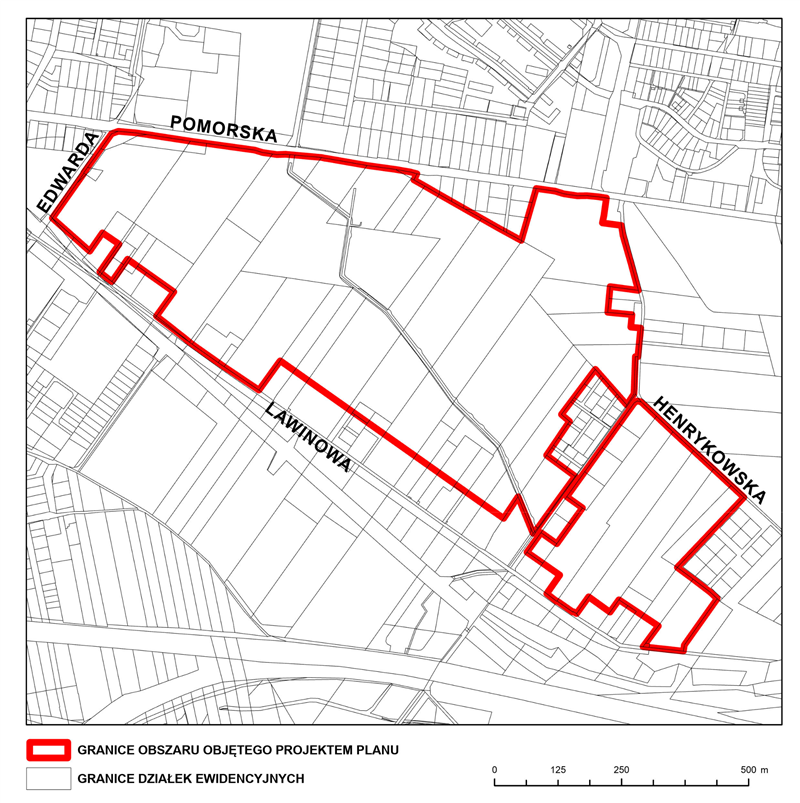 POMORSKA
EDWARDA
HENRYKOWSKA
LAWINOWA
GRANICE OBSZARU OBJĘTEGO PROJEKTEM PLANU
GRANICE DZIAŁEK EWIDENCYJNYCH
0 125 250 500 m